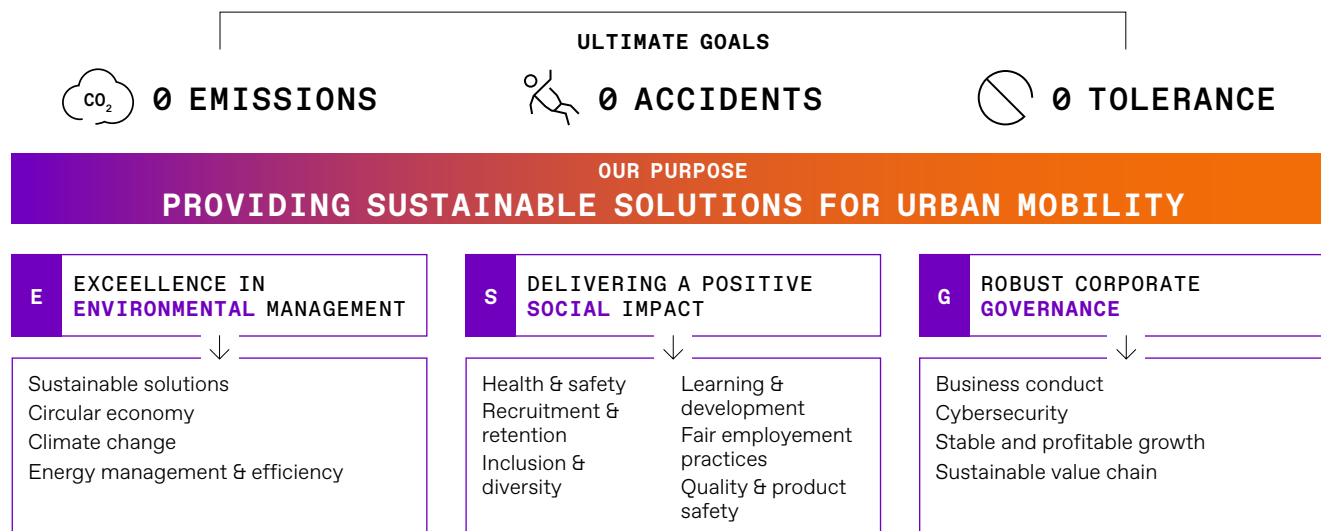 ULTIMATE GOALS
CO₂
0 EMISSIONS
0 ACCIDENTS
0 TOLERANCE
OUR PURPOSE
PROVIDING SUSTAINABLE SOLUTIONS FOR URBAN MOBILITY
E
EXCEELLENCE IN
ENVIRONMENTAL MANAGEMENT
Sustainable solutions
Circular economy
Climate change
Energy management & efficiency
S
DELIVERING A POSITIVE
SOCIAL IMPACT
Health & safety
Recruitment &
retention
Inclusion &
diversity
Learning &
development
Fair employement
practices
Quality & product
safety
G
ROBUST CORPORATE
GOVERNANCE
Business conduct
Cybersecurity
Stable and profitable growth
Sustainable value chain